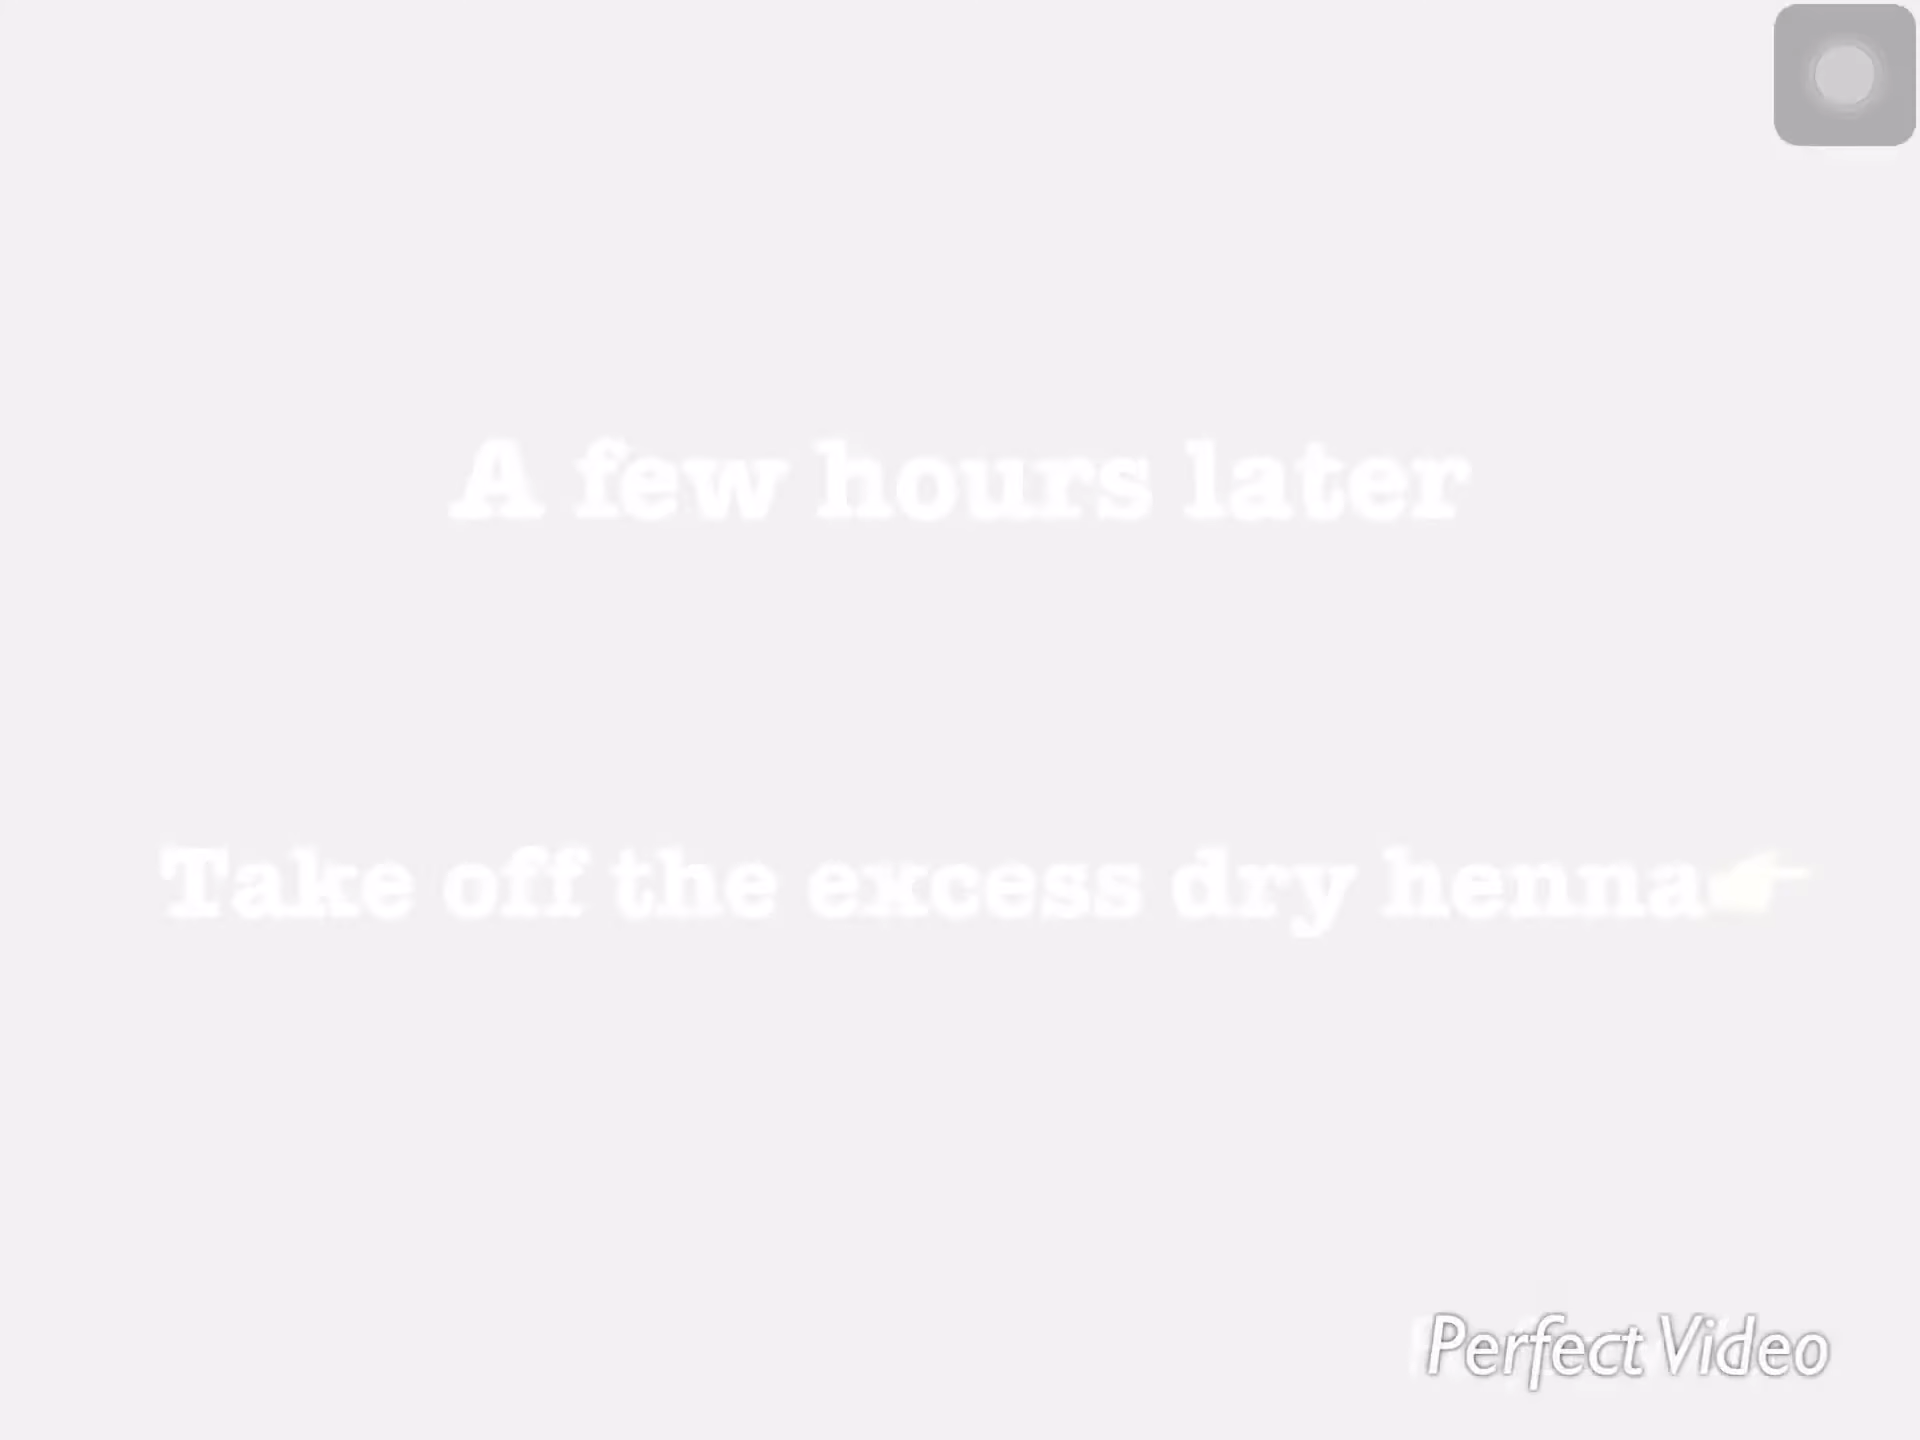 A few hours later
Take off the excess dry henna👉
Perfect Video